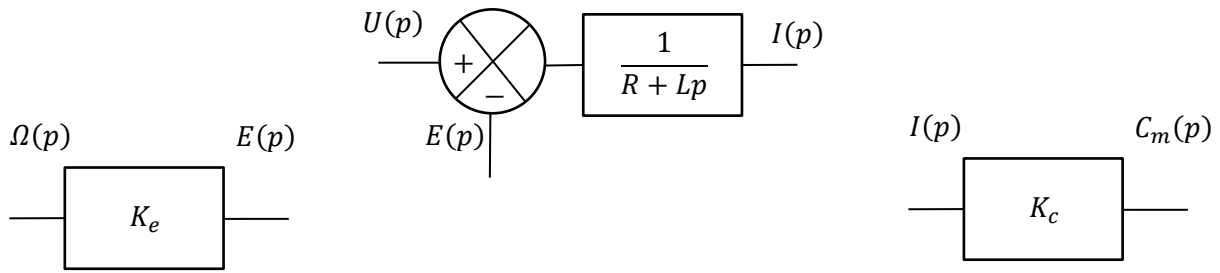 U(p)
+
−
E(p)
1
R + Lp
I(p)
Ω(p)
K_e
E(p)
I(p)
K_c
C_m(p)